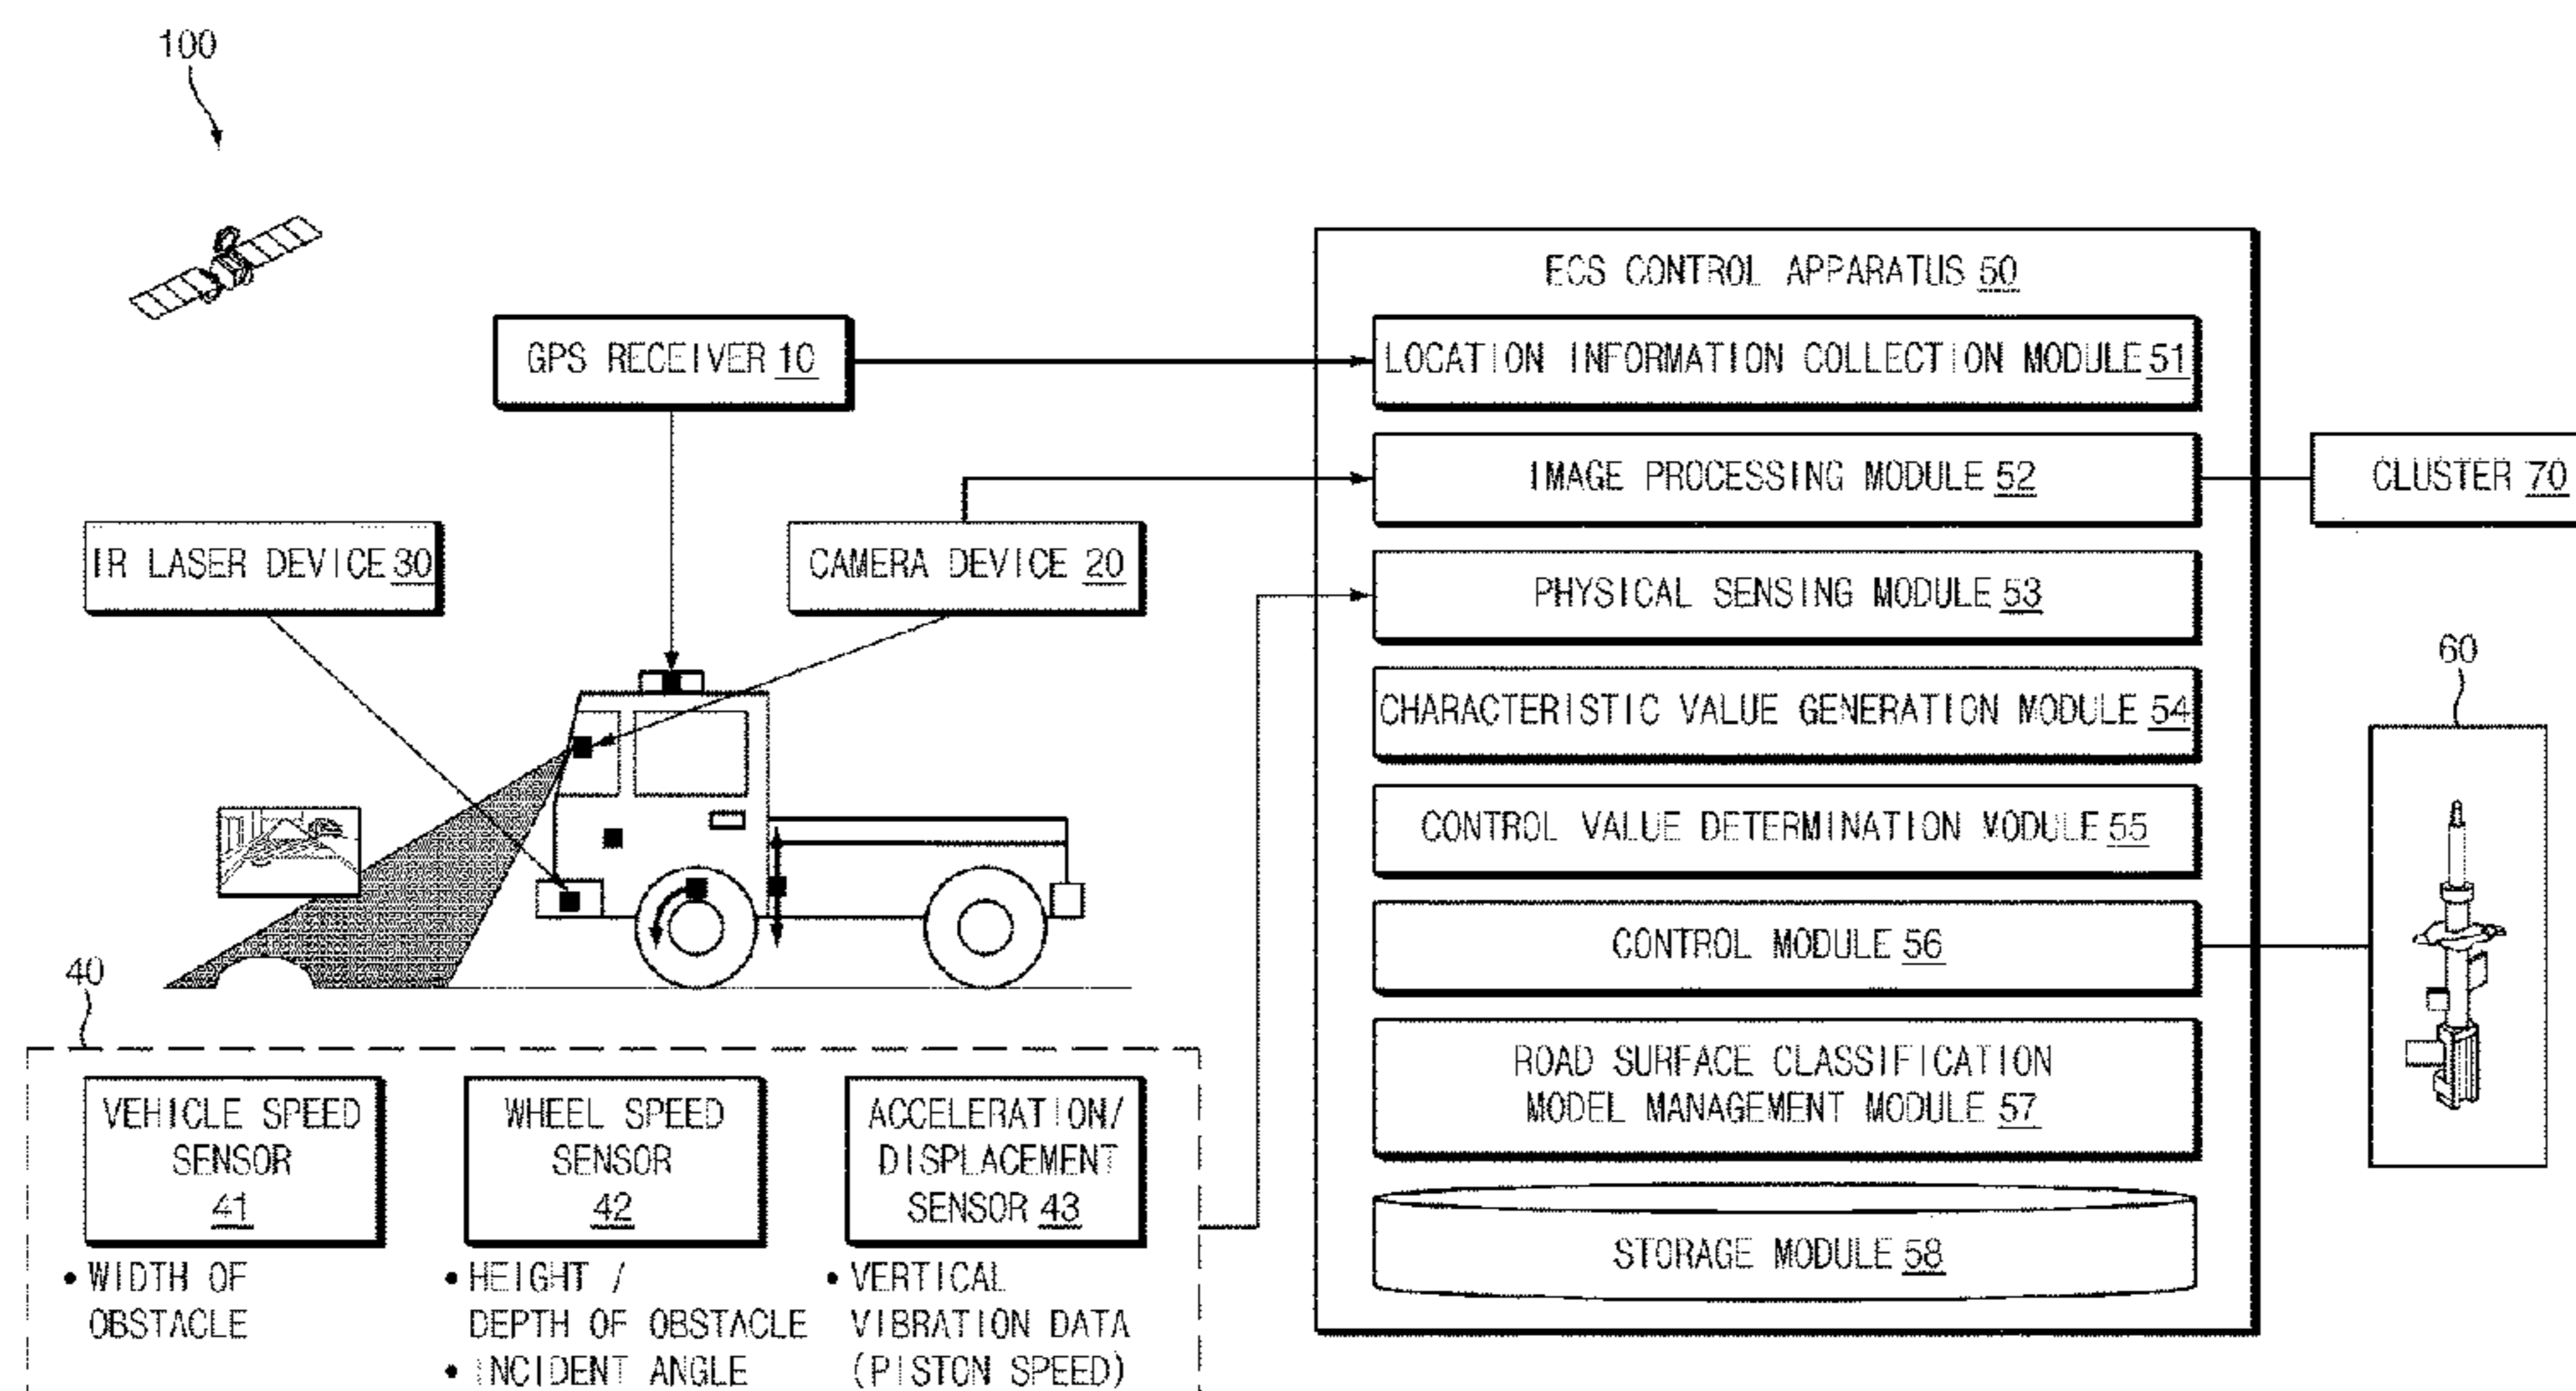 100
ECS CONTROL APPARATUS 50
GPS RECEIVER 10
LOCATION INFORMATION COLLECTION MODULE 51
IMAGE PROCESSING MODULE 52
CLUSTER 70
IR LASER DEVICE 30
CAMERA DEVICE 20
PHYSICAL SENSING MODULE 53
60
CHARACTERISTIC VALUE GENERATION MODULE 54
CONTROL VALUE DETERMINATION MODULE 55
CONTROL MODULE 56
40
ROAD SURFACE CLASSIFICATION
MODEL MANAGEMENT MODULE 57
STORAGE MODULE 58
VEHICLE SPEED
SENSOR
41
WHEEL SPEED
SENSOR
42
ACCELERATION/
DISPLACEMENT
SENSOR 43
• WIDTH OF
OBSTACLE
• HEIGHT /
DEPTH OF OBSTACLE
• INCIDENT ANGLE
• VERTICAL
VIBRATION DATA
(PISTON SPEED)